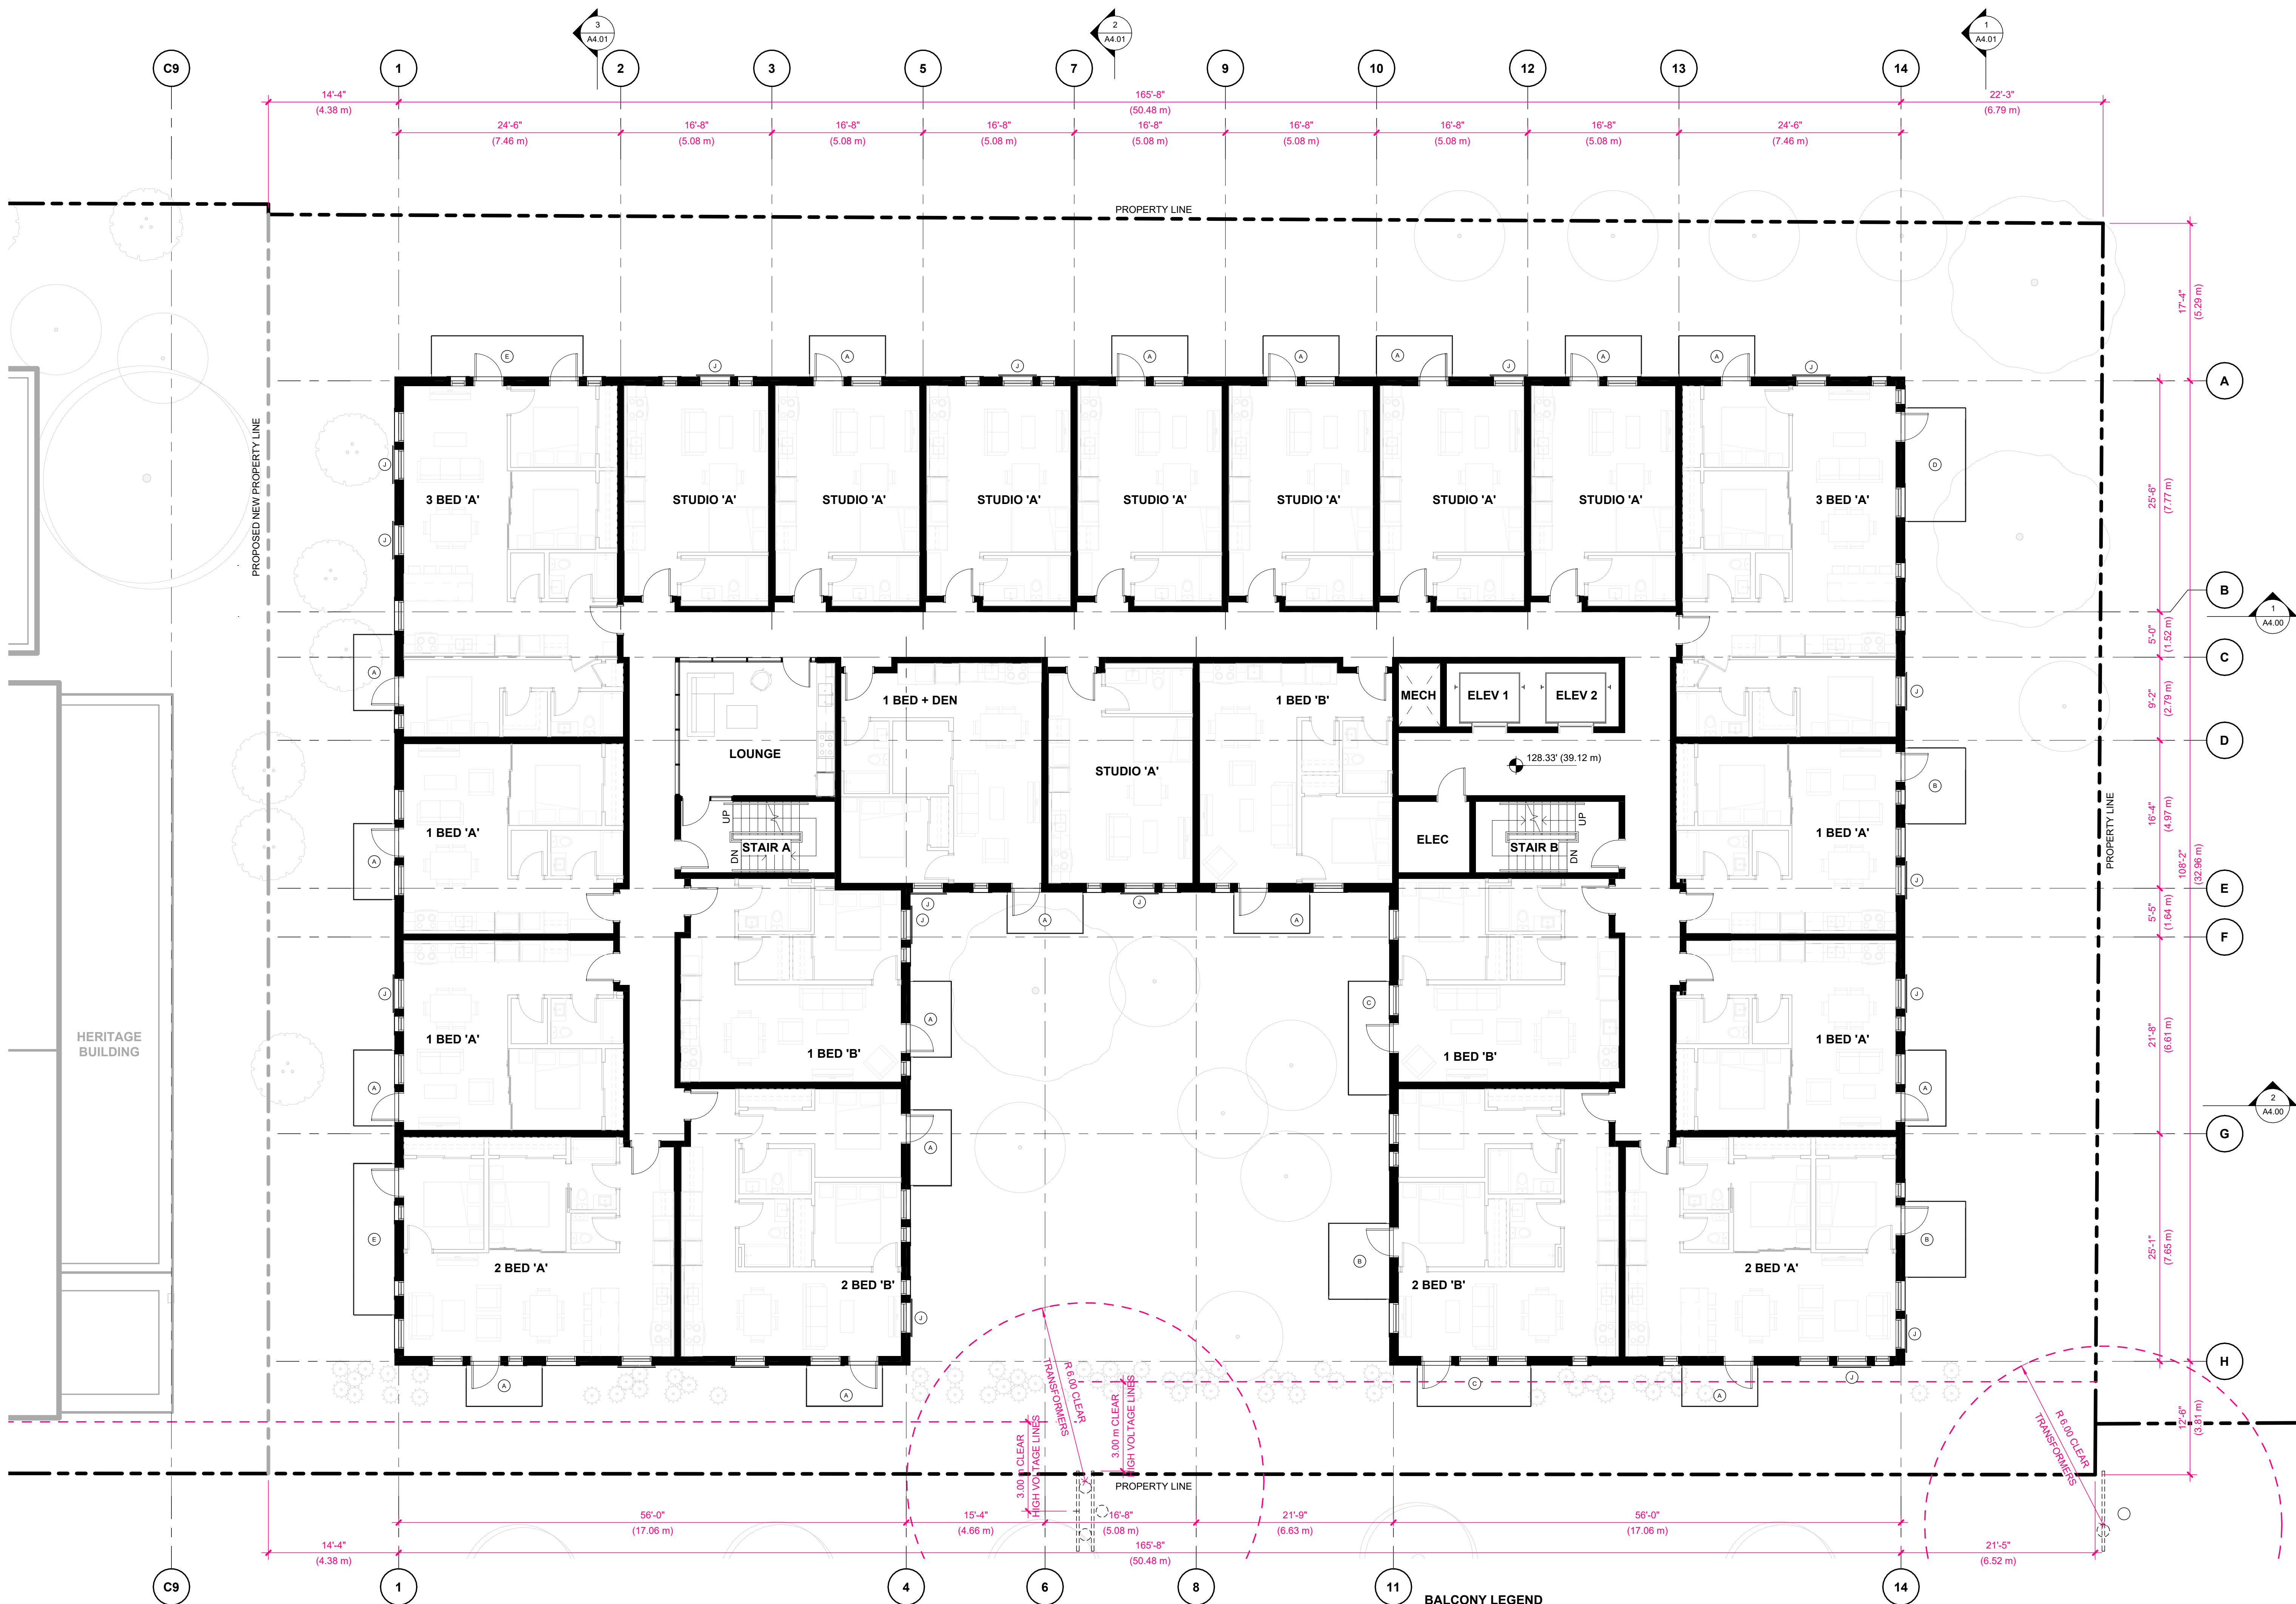 3
A4.01
2
A4.01
1
A4.01
C9
1
2
3
5
7
9
10
12
13
14
14'-4"
(4.38 m)
165'-8"
(50.48 m)
22'-3"
(6.79 m)
24'-6"
(7.46 m)
16'-8"
(5.08 m)
16'-8"
(5.08 m)
16'-8"
(5.08 m)
16'-8"
(5.08 m)
16'-8"
(5.08 m)
16'-8"
(5.08 m)
16'-8"
(5.08 m)
24'-6"
(7.46 m)
PROPERTY LINE
17'-4"
(5.29 m)
E
J
A
J
A
A
A
J
A
A
J
A
PROPOSED NEW PROPERTY LINE
J
D
3 BED 'A'
STUDIO 'A'
STUDIO 'A'
STUDIO 'A'
STUDIO 'A'
STUDIO 'A'
STUDIO 'A'
STUDIO 'A'
3 BED 'A'
25'-6"
(7.77 m)
J
B
1
A4.00
5'-0"
(1.52 m)
C
A
1 BED + DEN
1 BED 'B'
MECH
ELEV 1
ELEV 2
J
9'-2"
(2.79 m)
LOUNGE
STUDIO 'A'
128.33' (39.12 m)
D
B
1 BED 'A'
UP
STAIR A
DN
ELEC
STAIR B
UP
DN
1 BED 'A'
16'-4"
(4.97 m)
PROPERTY LINE
108'-2"
(32.96 m)
A
J
E
J
J
A
J
A
5'-5"
(1.64 m)
F
J
A
C
J
HERITAGE
BUILDING
1 BED 'A'
1 BED 'B'
1 BED 'B'
1 BED 'A'
21'-8"
(6.61 m)
A
A
A
2
A4.00
G
E
B
B
2 BED 'A'
2 BED 'B'
2 BED 'B'
2 BED 'A'
25'-1"
(7.65 m)
J
J
H
A
A
C
A
J
R 6.00 CLEAR
TRANSFORMERS
3.00 m CLEAR
HIGH VOLTAGE LINES
3.00 m CLEAR
HIGH VOLTAGE LINES
R 6.00 CLEAR
TRANSFORMERS
12'-6"
(3.81 m)
PROPERTY LINE
56'-0"
(17.06 m)
15'-4"
(4.66 m)
16'-8"
(5.08 m)
21'-9"
(6.63 m)
56'-0"
(17.06 m)
14'-4"
(4.38 m)
165'-8"
(50.48 m)
21'-5"
(6.52 m)
C9
1
4
6
8
11
14
BALCONY LEGEND